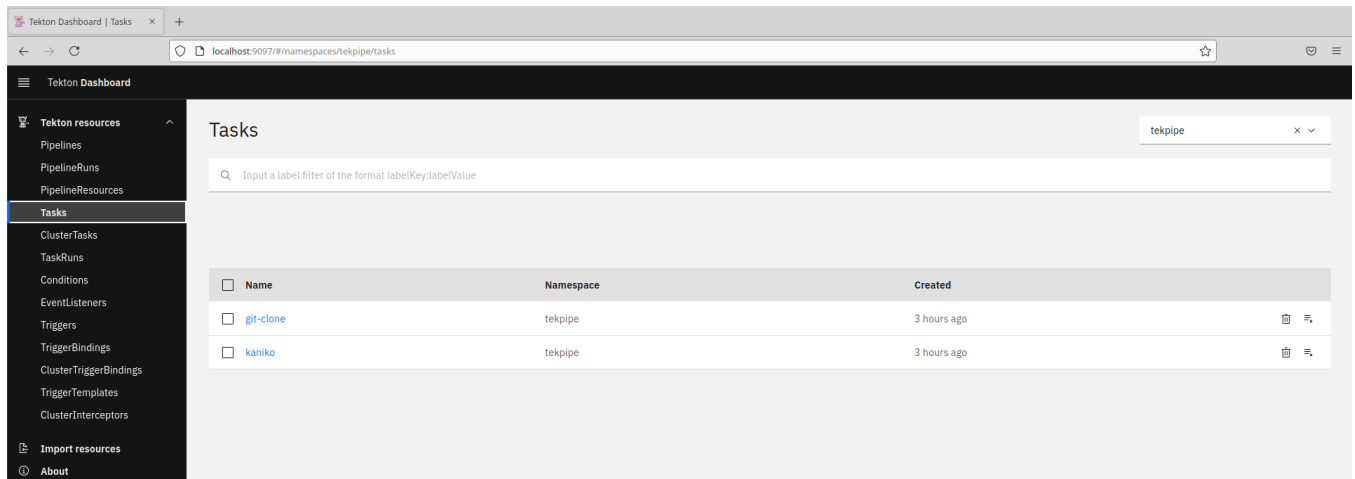 Tekton Dashboard | Tasks
localhost:9097/#/namespaces/tekpipe/tasks
Tekton Dashboard
Tekton resources
Pipelines
PipelineRuns
PipelineResources
Tasks
ClusterTasks
TaskRuns
Conditions
EventListeners
Triggers
TriggerBindings
ClusterTriggerBindings
TriggerTemplates
ClusterInterceptors
Import resources
About
Tasks
tekpipe
Input a label filter of the format labelKey:labelValue
Name Namespace Created
git-clone tekpipe 3 hours ago
kaniko tekpipe 3 hours ago